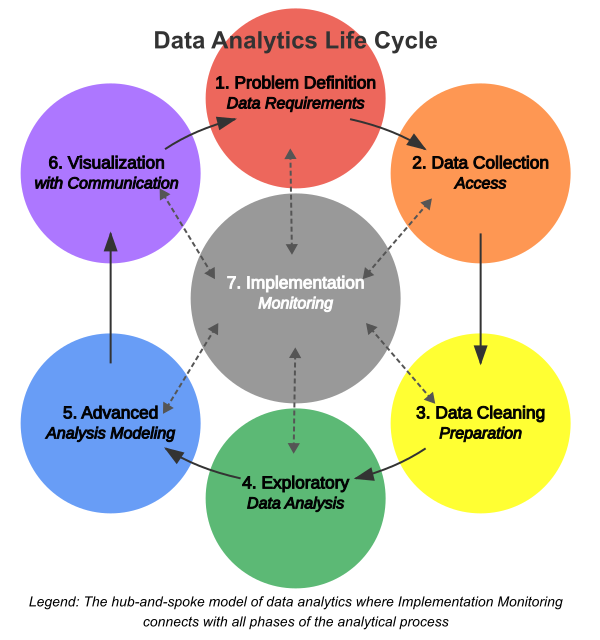 Data Analytics Life Cycle
1. Problem Definition
Data Requirements
6. Visualization
with Communication
2. Data Collection
Access
7. Implementation
Monitoring
5. Advanced
Analysis Modeling
3. Data Cleaning
Preparation
4. Exploratory
Data Analysis
Legend: The hub-and-spoke model of data analytics where Implementation Monitoring
connects with all phases of the analytical process